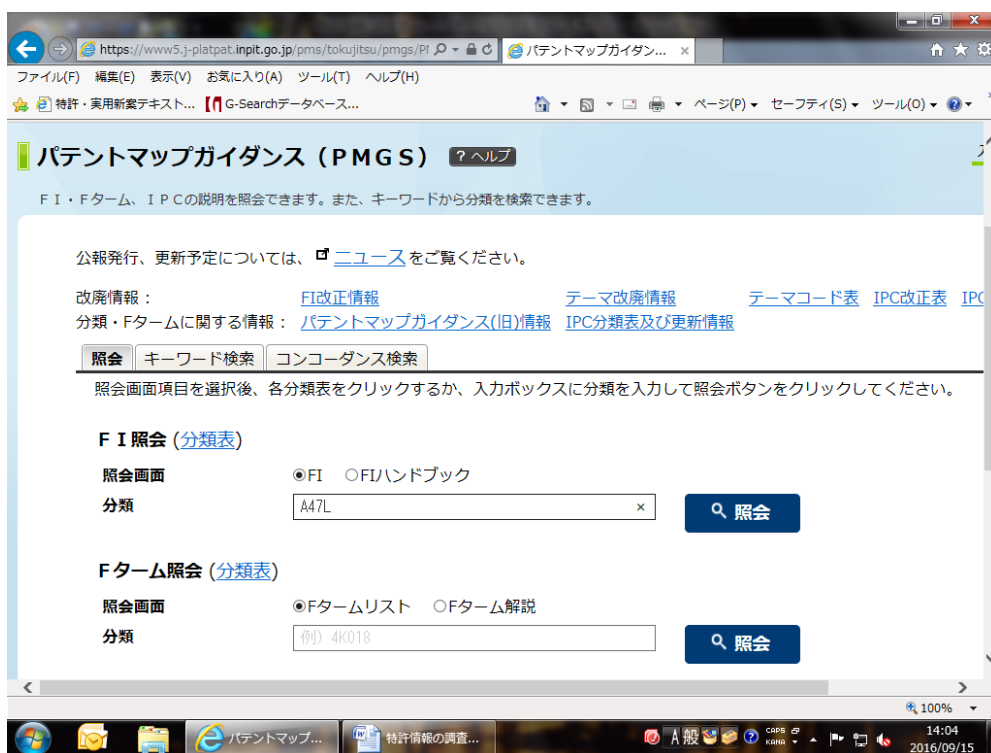 https://www5.j-platpat.inpit.go.jp/pms/tokujitsu/pmgs/Pl
パテントマップガイダン... ×
ファイル(F) 編集(E) 表示(V) お気に入り(A) ツール(T) ヘルプ(H)
特許・実用新案テキスト... G-Searchデータベース...
ページ(P) セーフティ(S) ツール(O)
パテントマップガイダンス（ＰＭＧＳ） ? ヘルプ
ＦＩ・Ｆターム、ＩＰＣの説明を照会できます。また、キーワードから分類を検索できます。
公報発行、更新予定については、ニュースをご覧ください。
改廃情報： FI改正情報 テーマ改廃情報 テーマコード表 IPC改正表 IPC
分類・Fタームに関する情報： パテントマップガイダンス(旧)情報 IPC分類表及び更新情報
照会 キーワード検索 コンコーダンス検索
照会画面項目を選択後、各分類表をクリックするか、入力ボックスに分類を入力して照会ボタンをクリックしてください。
ＦＩ照会 (分類表)
照会画面 FI FIハンドブック
分類 A47L × 照会
Ｆターム照会 (分類表)
照会画面 Fタームリスト Fターム解説
分類 例) 4K018 照会
100%
パテントマップ... 特許情報の調査... A 般 CAPS KANA 14:04
2016/09/15